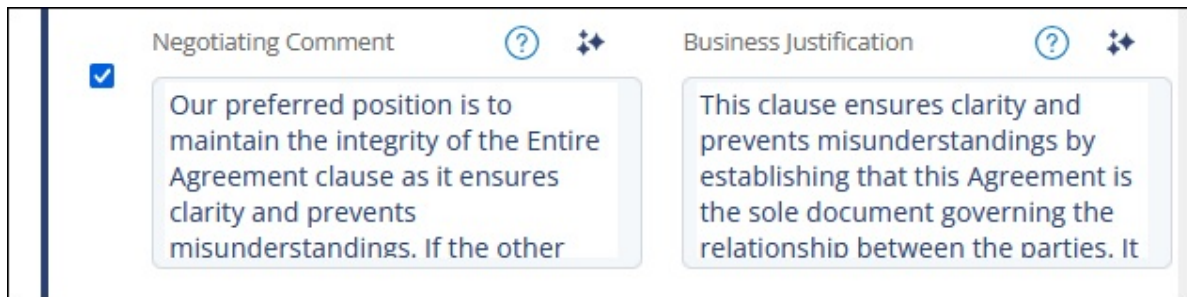 Negotiating Comment
Our preferred position is to
maintain the integrity of the Entire
Agreement clause as it ensures
clarity and prevents
misunderstandings. If the other
Business Justification
This clause ensures clarity and
prevents misunderstandings by
establishing that this Agreement is
the sole document governing the
relationship between the parties. It